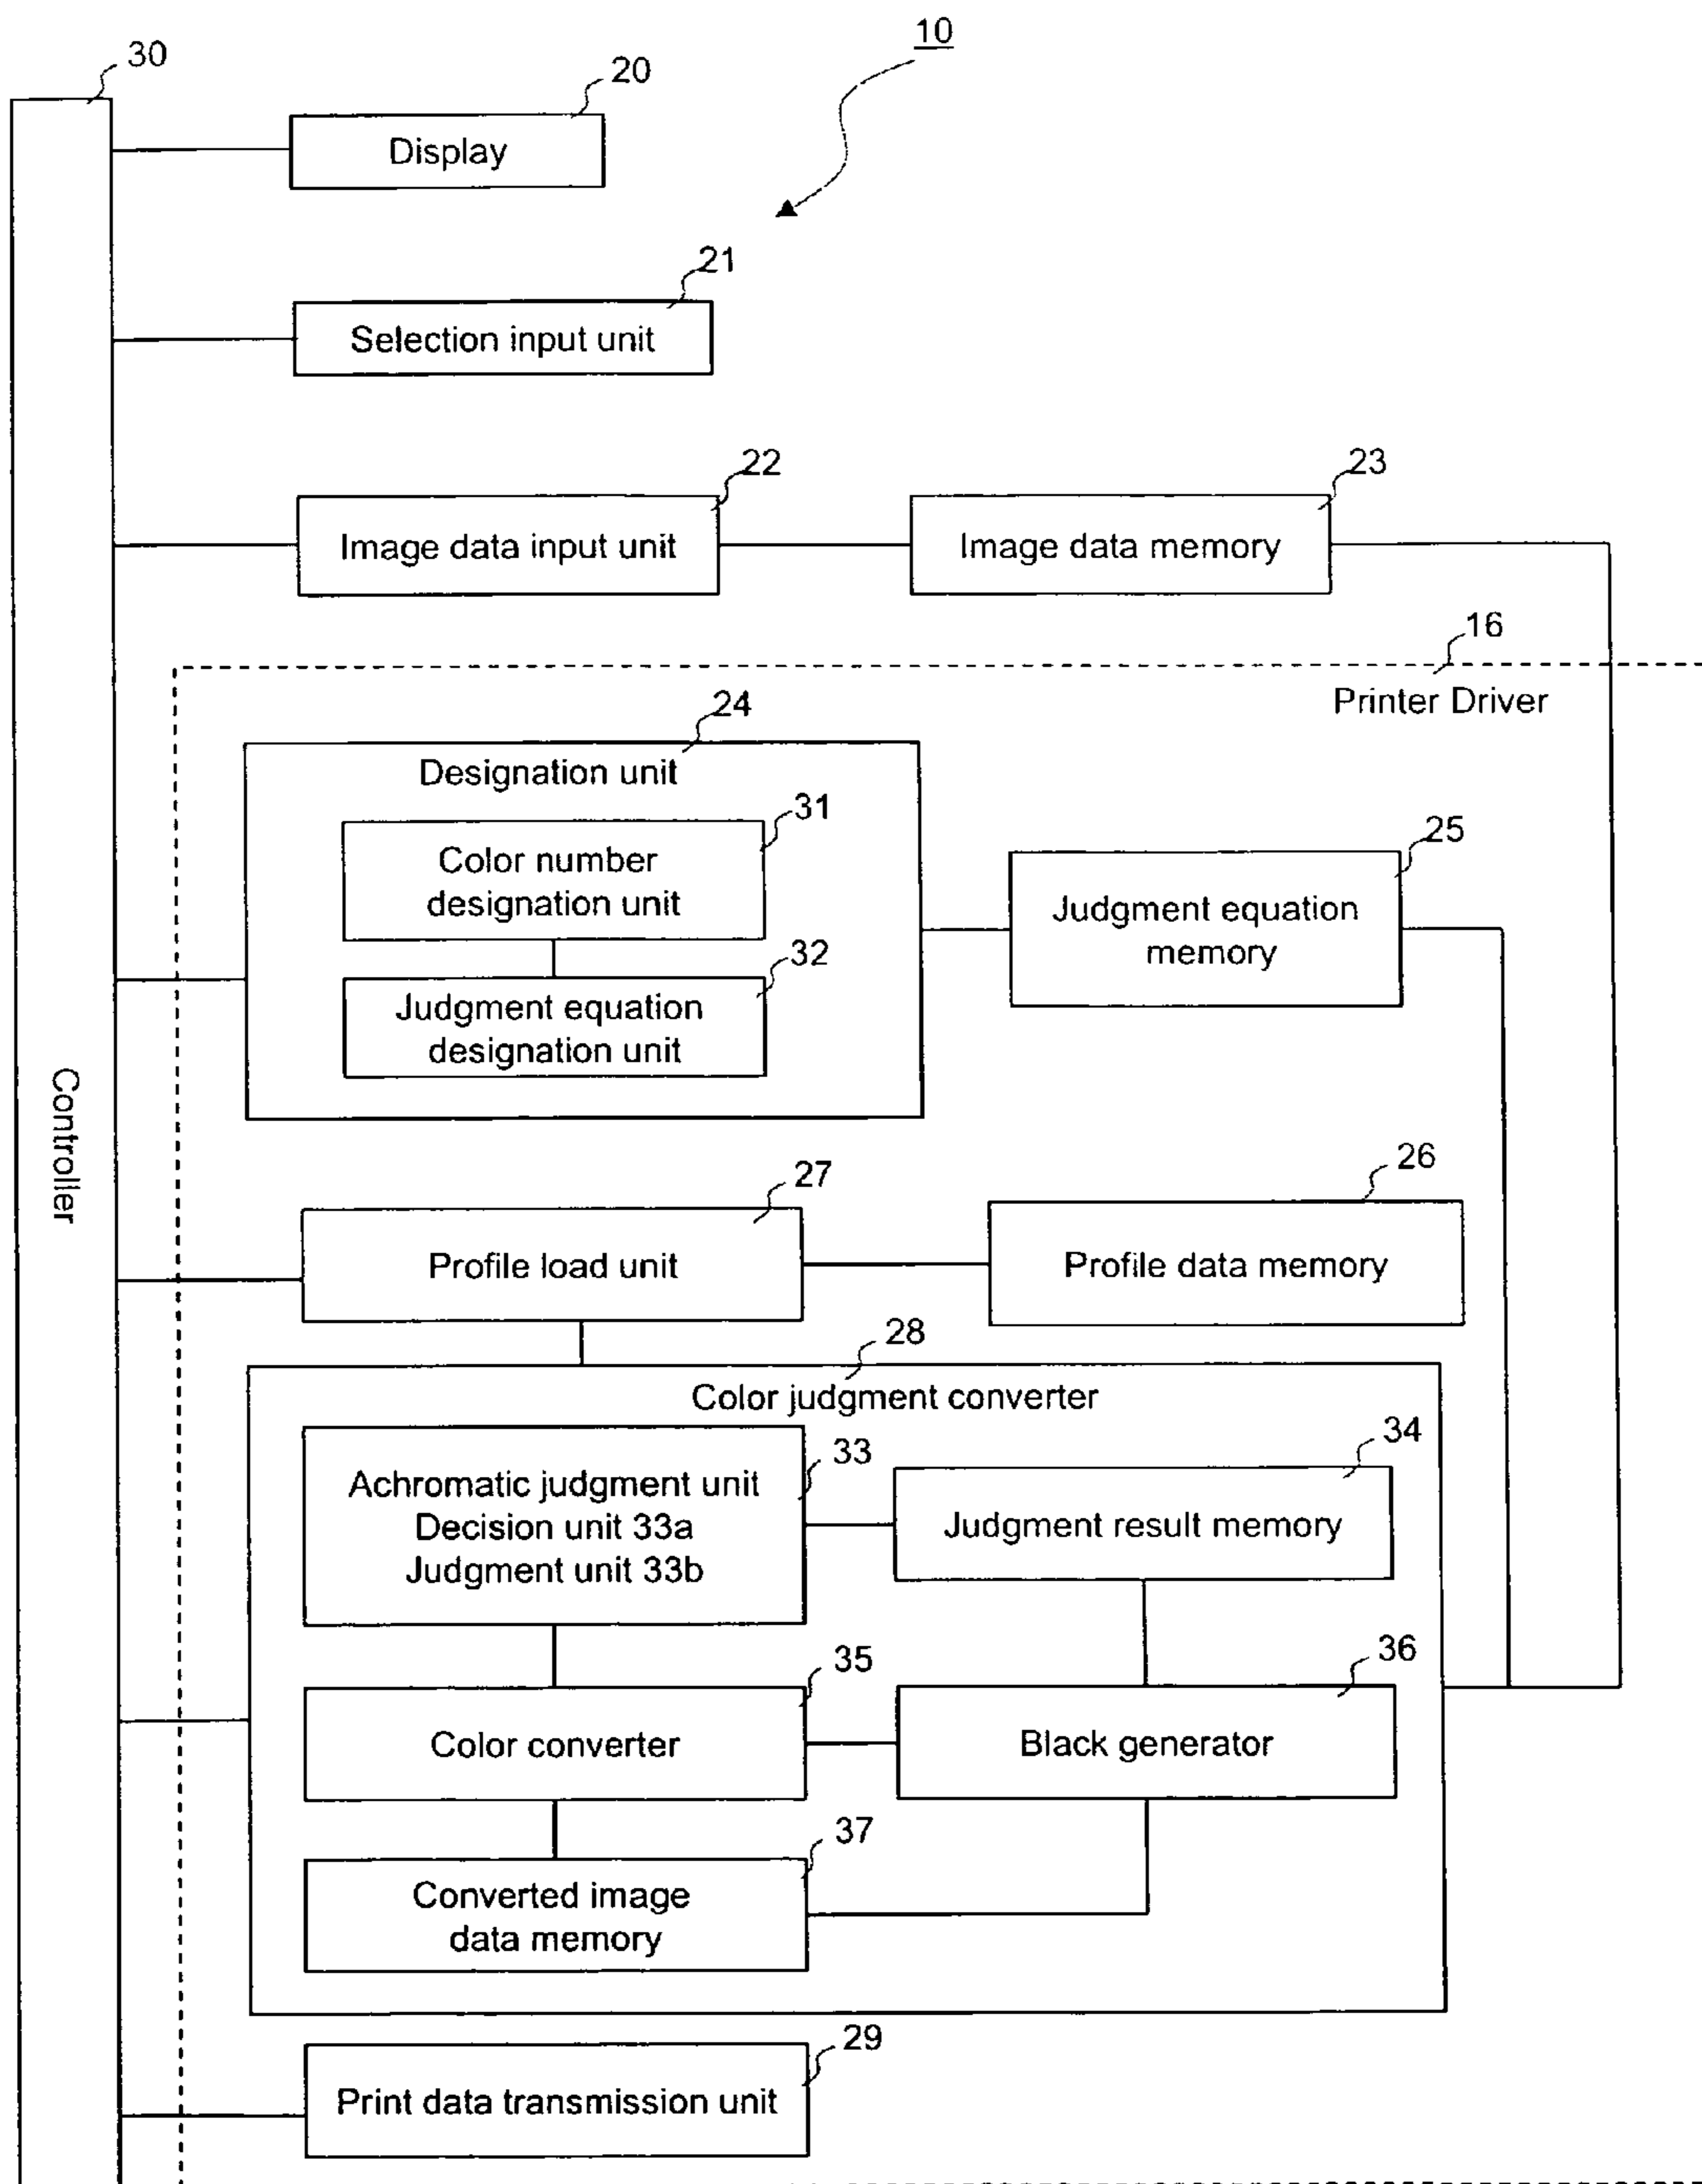 10
30
20
Display
21
Selection input unit
22
23
Image data input unit
Image data memory
16
Printer Driver
24
Designation unit
31
Color number
designation unit
25
Judgment equation
memory
32
Judgment equation
designation unit
Controller
27
26
Profile load unit
Profile data memory
28
Color judgment converter
33
34
Achromatic judgment unit
Decision unit 33a
Judgment unit 33b
Judgment result memory
35
36
Color converter
Black generator
37
Converted image
data memory
29
Print data transmission unit